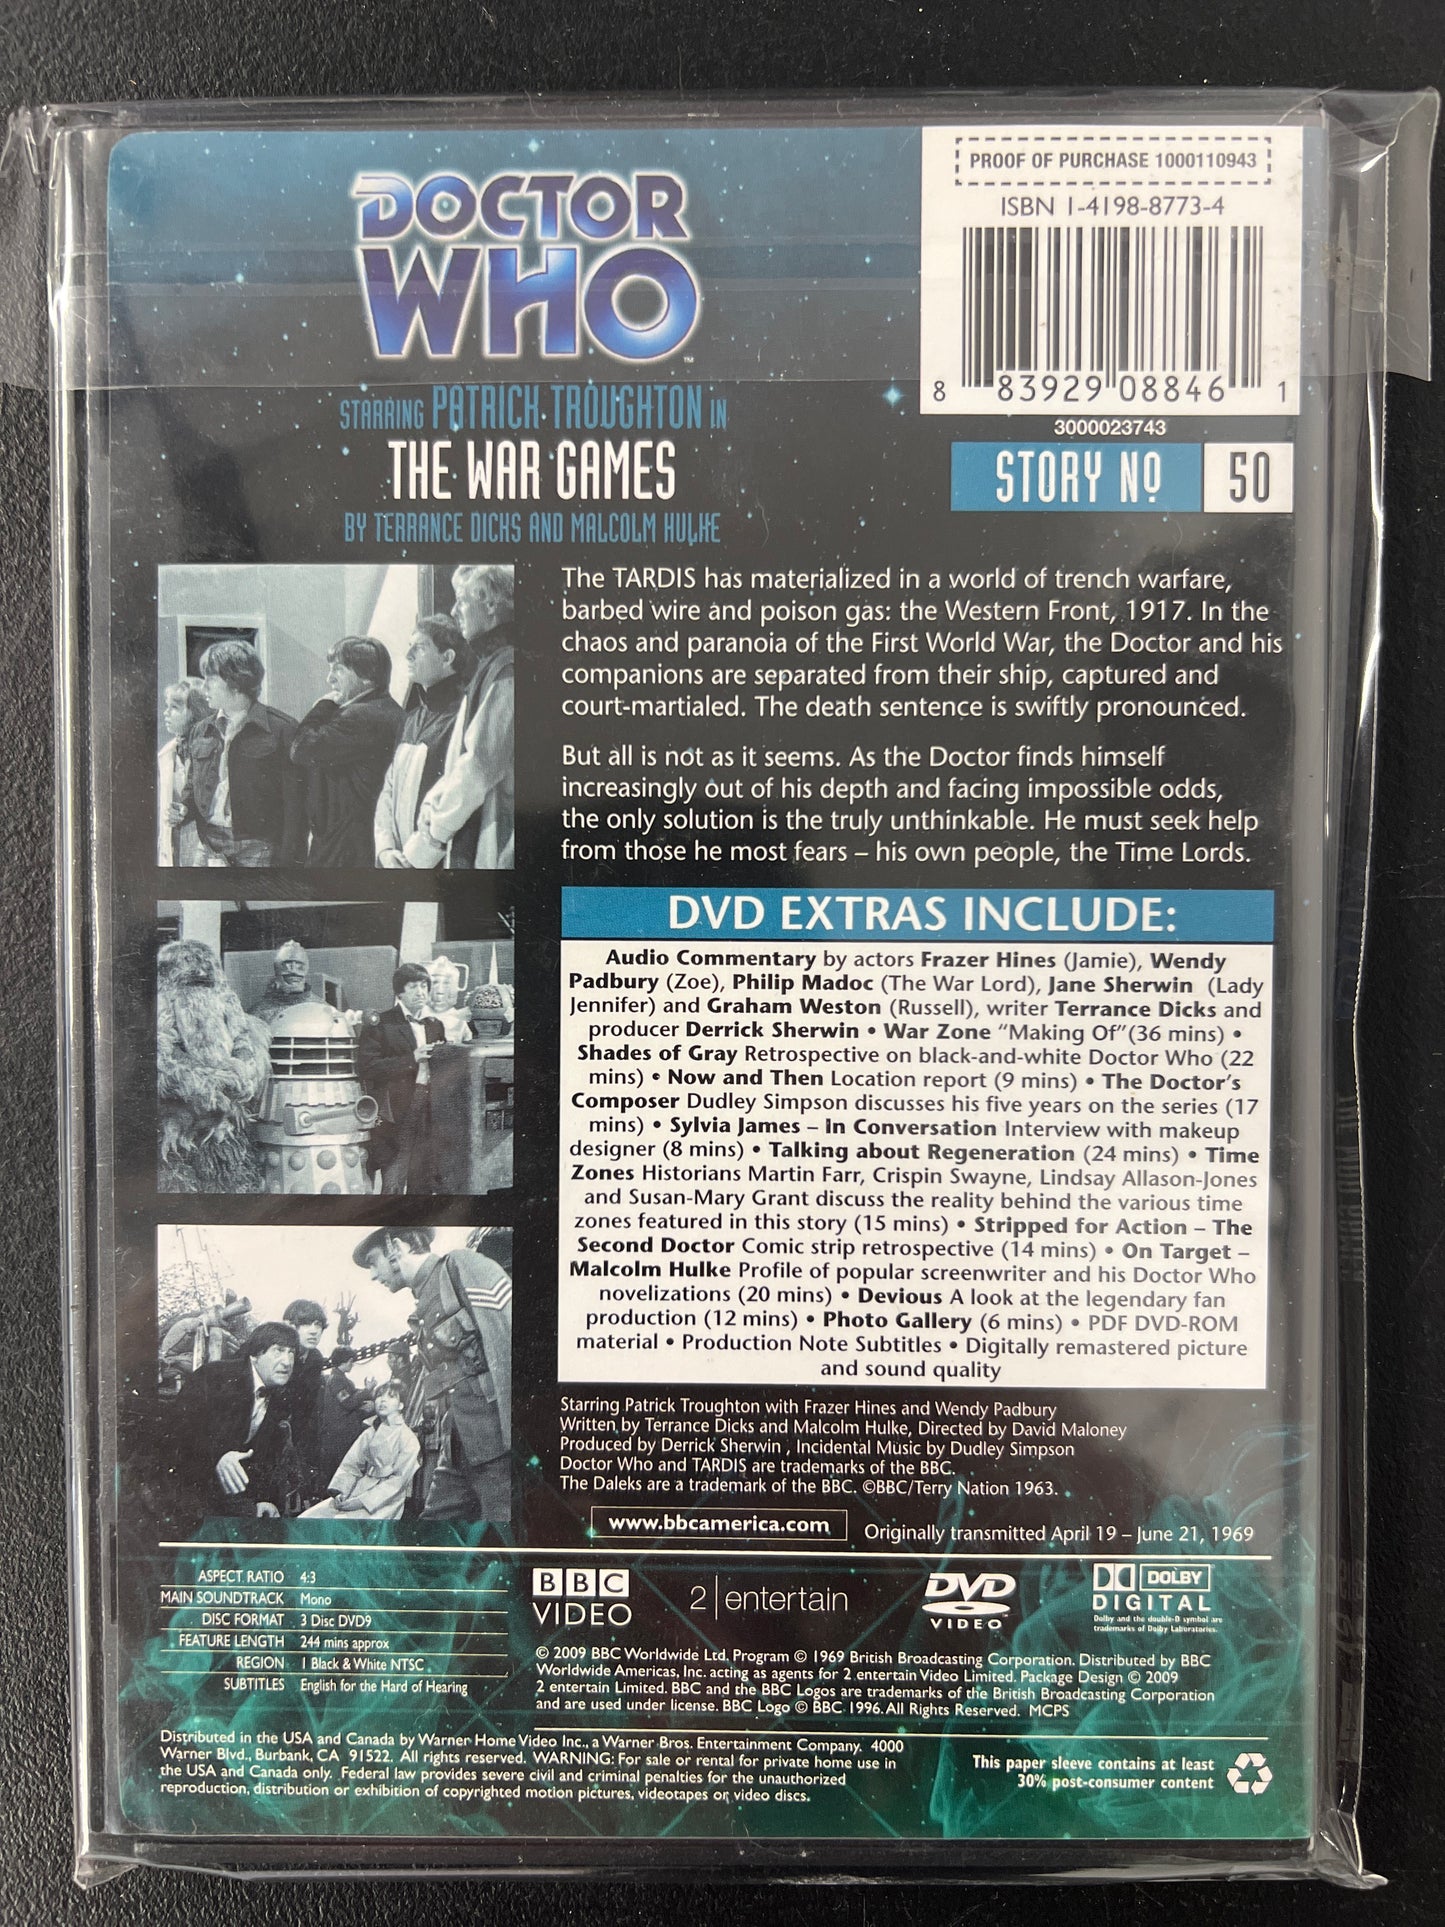 PROOF OF PURCHASE 1000110943
ISBN 1-4198-8773-4
8 83929 08846 1
3000023743
STORY Nº 50
DOCTOR
WHO
™
STARRING PATRICK TROUGHTON IN
THE WAR GAMES
BY TERRANCE DICKS AND MALCOLM HULKE
The TARDIS has materialized in a world of trench warfare,
barbed wire and poison gas: the Western Front, 1917. In the
chaos and paranoia of the First World War, the Doctor and his
companions are separated from their ship, captured and
court-martialed. The death sentence is swiftly pronounced.
But all is not as it seems. As the Doctor finds himself
increasingly out of his depth and facing impossible odds,
the only solution is the truly unthinkable. He must seek help
from those he most fears – his own people, the Time Lords.
DVD EXTRAS INCLUDE:
Audio Commentary by actors Frazer Hines (Jamie), Wendy
Padbury (Zoe), Philip Madoc (The War Lord), Jane Sherwin (Lady
Jennifer) and Graham Weston (Russell), writer Terrance Dicks and
producer Derrick Sherwin • War Zone "Making Of"(36 mins) •
Shades of Gray Retrospective on black-and-white Doctor Who (22
mins) • Now and Then Location report (9 mins) • The Doctor's
Composer Dudley Simpson discusses his five years on the series (17
mins) • Sylvia James – In Conversation Interview with makeup
designer (8 mins) • Talking about Regeneration (24 mins) • Time
Zones Historians Martin Farr, Crispin Swayne, Lindsay Allason-Jones
and Susan-Mary Grant discuss the reality behind the various time
zones featured in this story (15 mins) • Stripped for Action – The
Second Doctor Comic strip retrospective (14 mins) • On Target –
Malcolm Hulke Profile of popular screenwriter and his Doctor Who
novelizations (20 mins) • Devious A look at the legendary fan
production (12 mins) • Photo Gallery (6 mins) • PDF DVD-ROM
material • Production Note Subtitles • Digitally remastered picture
and sound quality
Starring Patrick Troughton with Frazer Hines and Wendy Padbury
Written by Terrance Dicks and Malcolm Hulke, Directed by David Maloney
Produced by Derrick Sherwin , Incidental Music by Dudley Simpson
Doctor Who and TARDIS are trademarks of the BBC.
The Daleks are a trademark of the BBC. ©BBC/Terry Nation 1963.
www.bbcamerica.com Originally transmitted April 19 – June 21, 1969
ASPECT RATIO 4:3
MAIN SOUNDTRACK Mono
DISC FORMAT 3 Disc DVD9
FEATURE LENGTH 244 mins approx
REGION 1 Black & White NTSC
SUBTITLES English for the Hard of Hearing
BBC
VIDEO
2 | entertain
DVD
VIDEO
DOLBY
DIGITAL
Dolby and the double-D symbol are
trademarks of Dolby Laboratories.
© 2009 BBC Worldwide Ltd. Program © 1969 British Broadcasting Corporation. Distributed by BBC
Worldwide Americas, Inc. acting as agents for 2 entertain Video Limited. Package Design © 2009
2 entertain Limited. BBC and the BBC Logos are trademarks of the British Broadcasting Corporation
and are used under license. BBC Logo © BBC 1996. All Rights Reserved. MCPS
Distributed in the USA and Canada by Warner Home Video Inc., a Warner Bros. Entertainment Company. 4000
Warner Blvd., Burbank, CA 91522. All rights reserved. WARNING: For sale or rental for private home use in
the USA and Canada only. Federal law provides severe civil and criminal penalties for the unauthorized
reproduction, distribution or exhibition of copyrighted motion pictures, videotapes or video discs.
This paper sleeve contains at least
30% post-consumer content